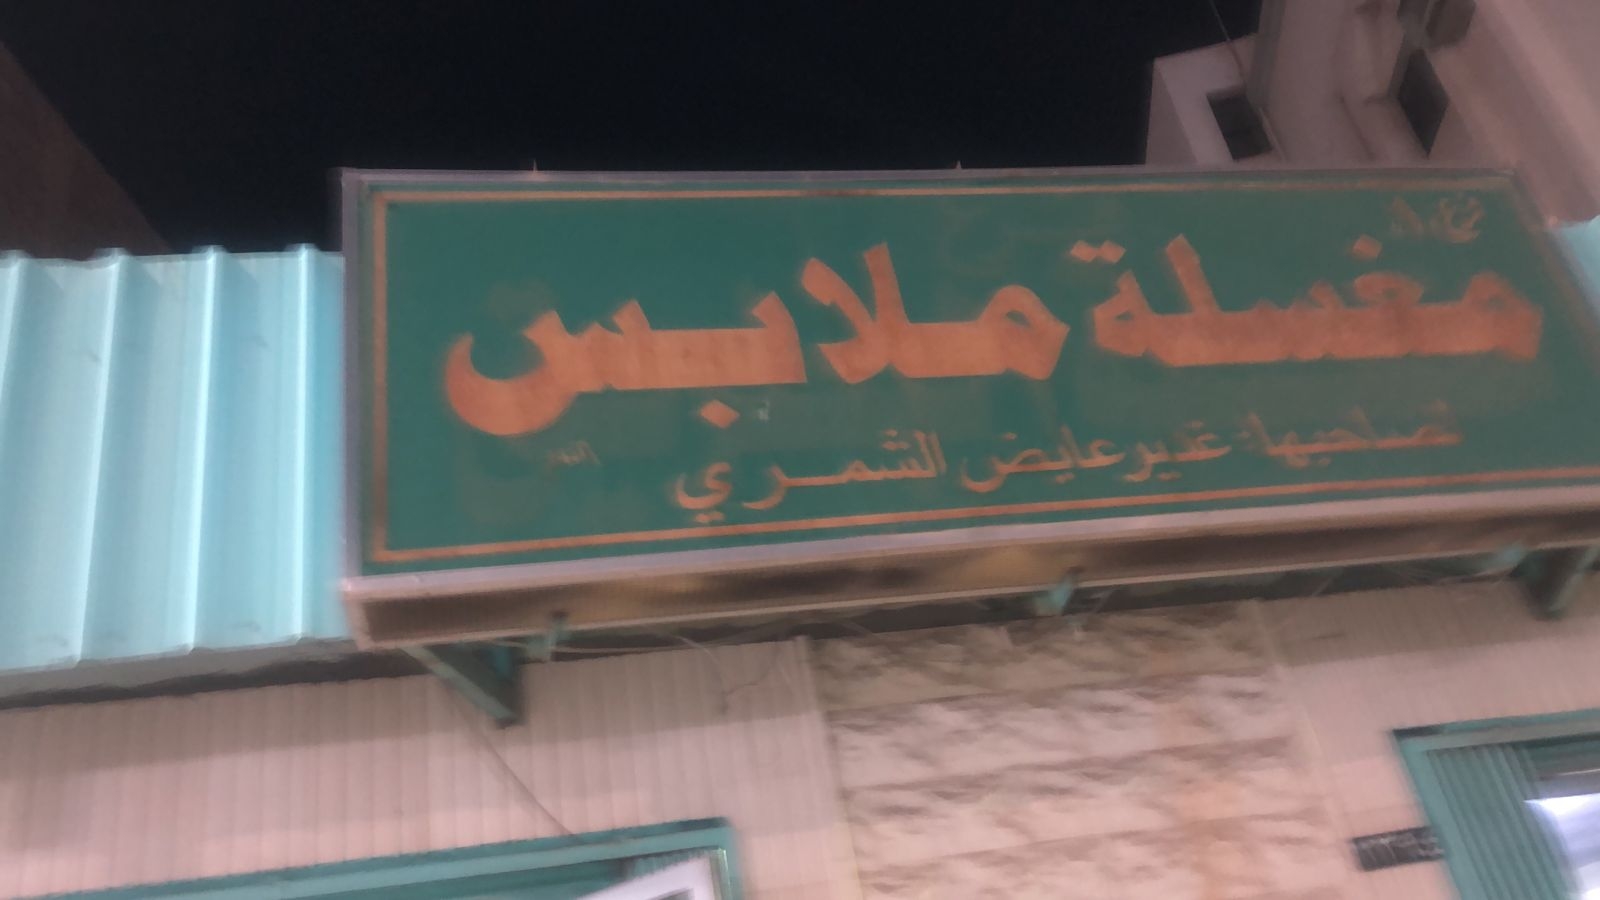 مغسلة ملابس
لصاحبها: غدير عايض الشمري